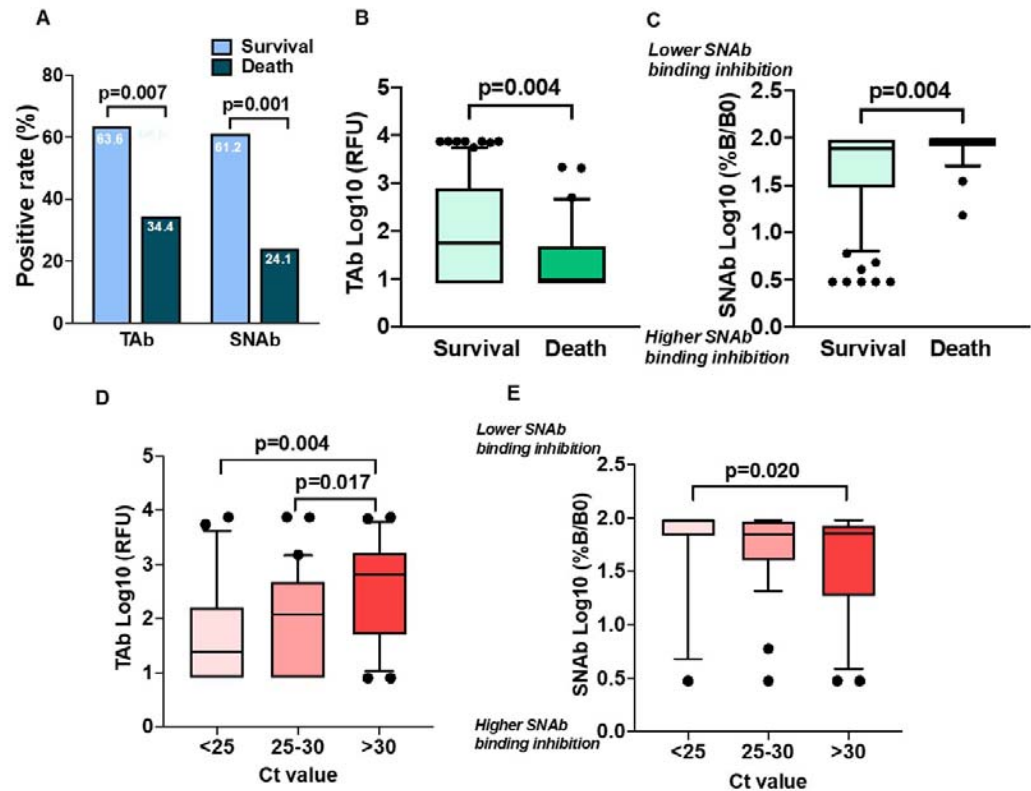 A
Survival
Death
Positive rate (%)
80
60
40
20
0
p=0.007
p=0.001
63.6
34.4
61.2
24.1
TAb
SNAb
B
TAb Log10 (RFU)
5
4
3
2
1
0
p=0.004
Survival
Death
C
Lower SNAb
binding inhibition
SNAb Log10 (%B/B0)
2.5
2.0
1.5
1.0
0.5
0.0
p=0.004
Higher SNAb
binding inhibition
Survival
Death
D
TAb Log10 (RFU)
5
4
3
2
1
0
p=0.004
p=0.017
<25
25-30
>30
Ct value
E
Lower SNAb
binding inhibition
SNAb Log10 (%B/B0)
2.5
2.0
1.5
1.0
0.5
0.0
p=0.020
Higher SNAb
binding inhibition
<25
25-30
>30
Ct value